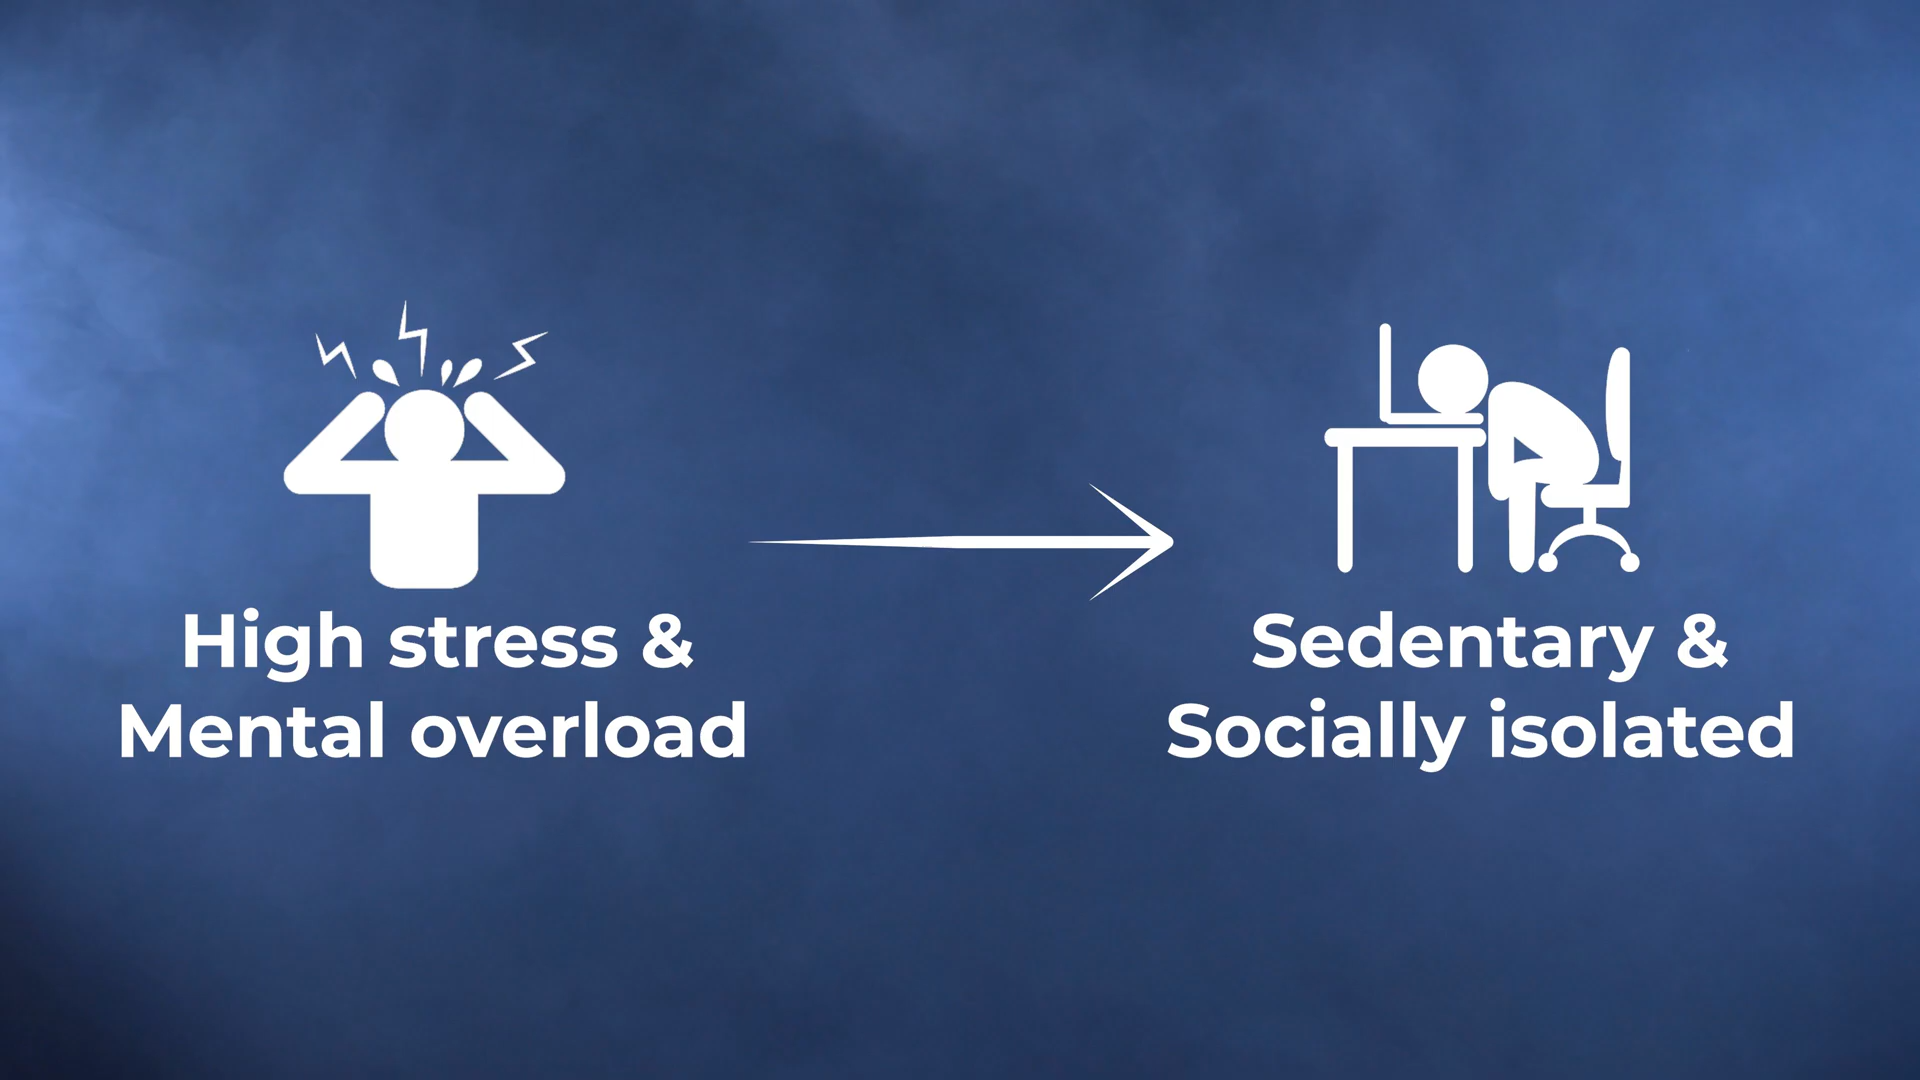 High stress &
Mental overload
Sedentary &
Socially isolated